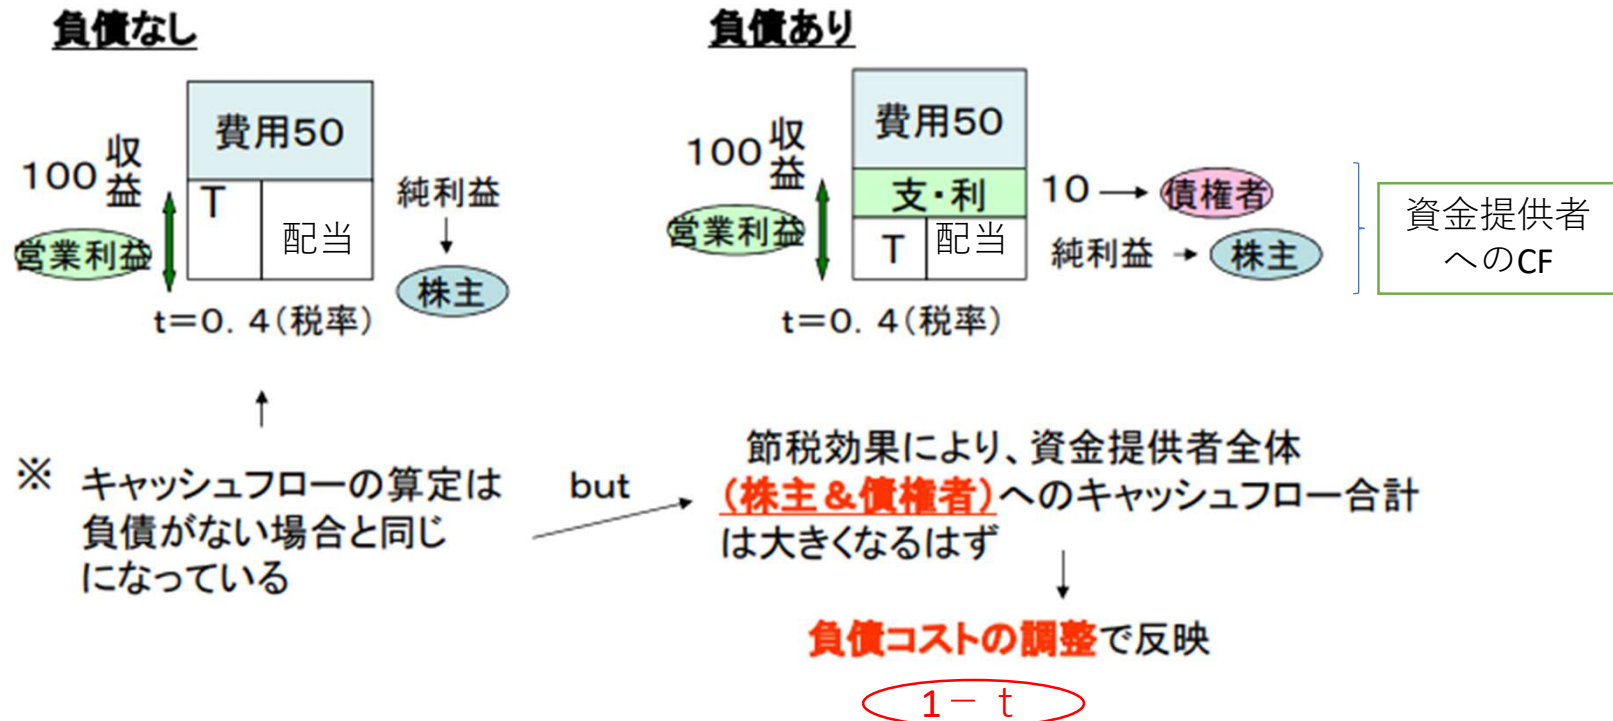 負債なし
費用50
100 収益
T
配当
営業利益
純利益
株主
t=0.4(税率)
負債あり
費用50
100 収益
支・利
T
配当
営業利益
10
債権者
純利益
株主
t=0.4(税率)
資金提供者
へのCF
※ キャッシュフローの算定は
負債がない場合と同じ
になっている
but
節税効果により、資金提供者全体
(株主&債権者)へのキャッシュフロー合計
は大きくなるはず
負債コストの調整で反映
1-t